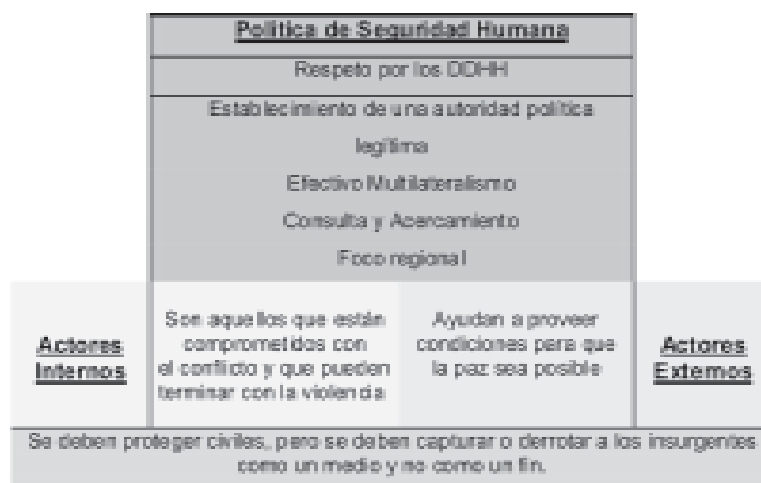 Política de Seguridad Humana
Respeto por los DDHH
Establecimiento de una autoridad política
legítima
Efectivo Multilateralismo
Consulta y Acercamiento
Foco regional
Actores
Internos
Son aquellos que están
comprometidos con
el conflicto y que pueden
terminar con la violencia
Ayudan a proveer
condiciones para que
la paz sea posible
Actores
Externos
Se deben proteger civiles, pero se deben capturar o derrotar a los insurgentes
como un medio y no como un fin.